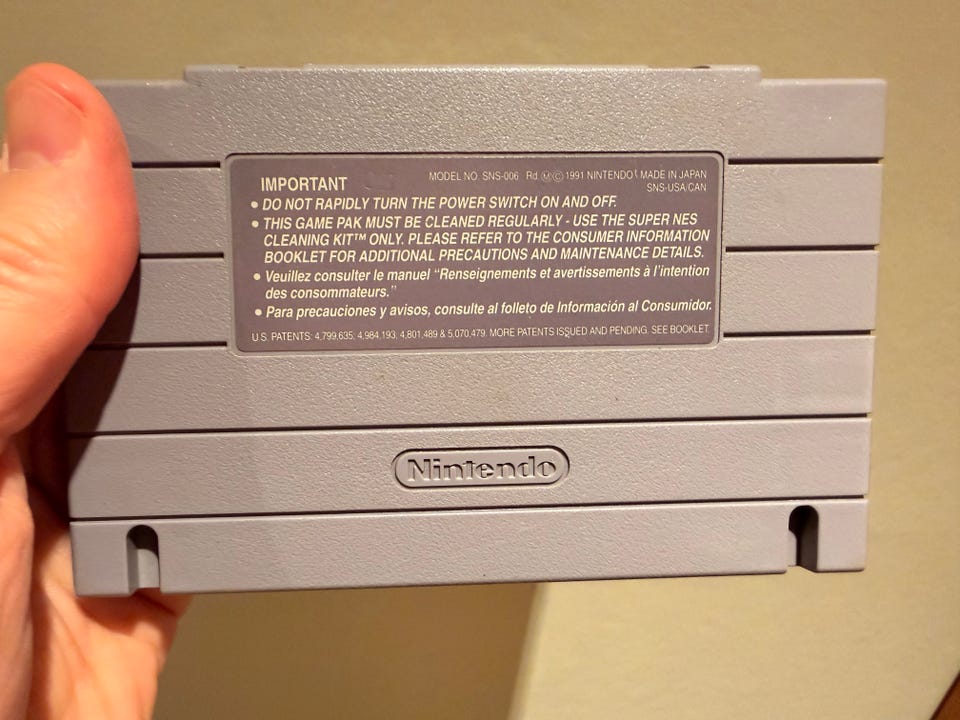 IMPORTANT
MODEL NO. SNS-006 Rd ⓂⒸ1991 NINTENDO MADE IN JAPAN
SNS-USA/CAN
• DO NOT RAPIDLY TURN THE POWER SWITCH ON AND OFF.
• THIS GAME PAK MUST BE CLEANED REGULARLY - USE THE SUPER NES
CLEANING KIT™ ONLY. PLEASE REFER TO THE CONSUMER INFORMATION
BOOKLET FOR ADDITIONAL PRECAUTIONS AND MAINTENANCE DETAILS.
• Veuillez consulter le manuel “Renseignements et avertissements à l'intention
des consommateurs.”
• Para precauciones y avisos, consulte al folleto de Información al Consumidor.
U.S. PATENTS: 4,799,635; 4,984,193; 4,801,489 & 5,070,479. MORE PATENTS ISSUED AND PENDING. SEE BOOKLET.
Nintendo